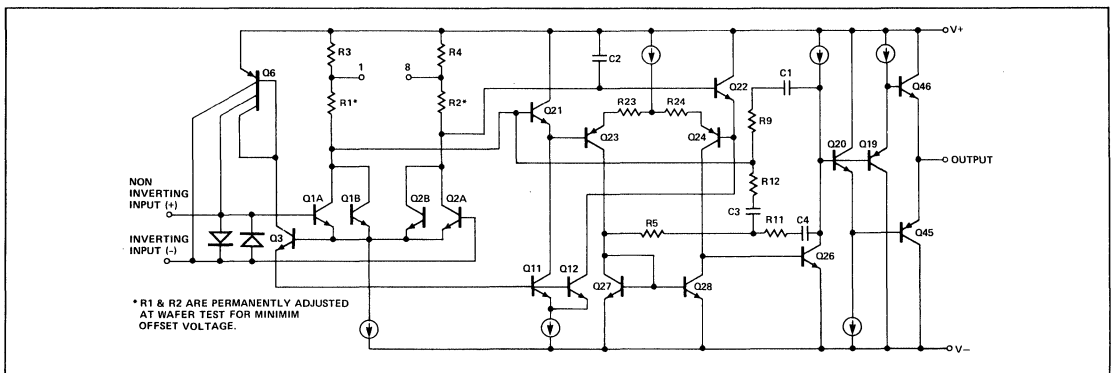 V+
R3
R4
C2
Q6
1
8
C1
Q22
Q46
R1*
R2*
Q21
R23
R24
R9
Q23
Q24
Q20
Q19
OUTPUT
NON
INVERTING
INPUT (+)
INVERTING
INPUT (-)
Q1A
Q1B
Q2B
Q2A
R12
C3
Q3
R5
R11
C4
Q45
Q11
Q12
Q26
Q27
Q28
* R1 & R2 ARE PERMANENTLY ADJUSTED
AT WAFER TEST FOR MINIMIM
OFFSET VOLTAGE.
V–